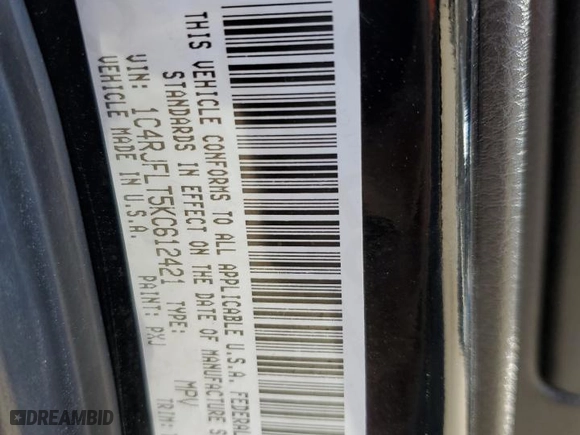 THIS VEHICLE CONFORMS TO ALL APPLICABLE U.S.A. FEDERAL
STANDARDS IN EFFECT ON THE DATE OF MANUFACTURE S
VIN: 1C4RJFLT5KC612421 TYPE: MPV
VEHICLE MADE IN U.S.A. PAINT: PXJ TRIM:
DREAMBID